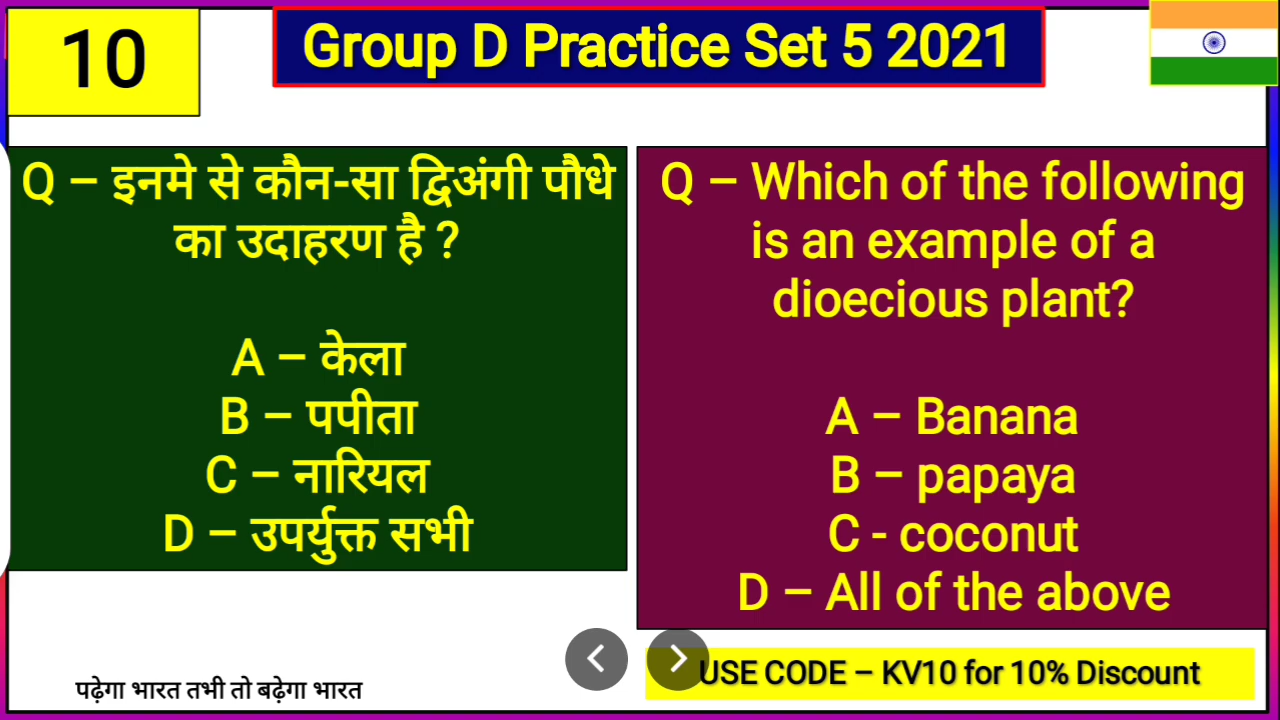 10
Group D Practice Set 5 2021
Q – इनमे से कौन-सा द्विअंगी पौधे
का उदाहरण है ?
A – केला
B – पपीता
C – नारियल
D – उपर्युक्त सभी
Q – Which of the following
is an example of a
dioecious plant?
A – Banana
B – papaya
C - coconut
D – All of the above
USE CODE – KV10 for 10% Discount
पढ़ेगा भारत तभी तो बढ़ेगा भारत